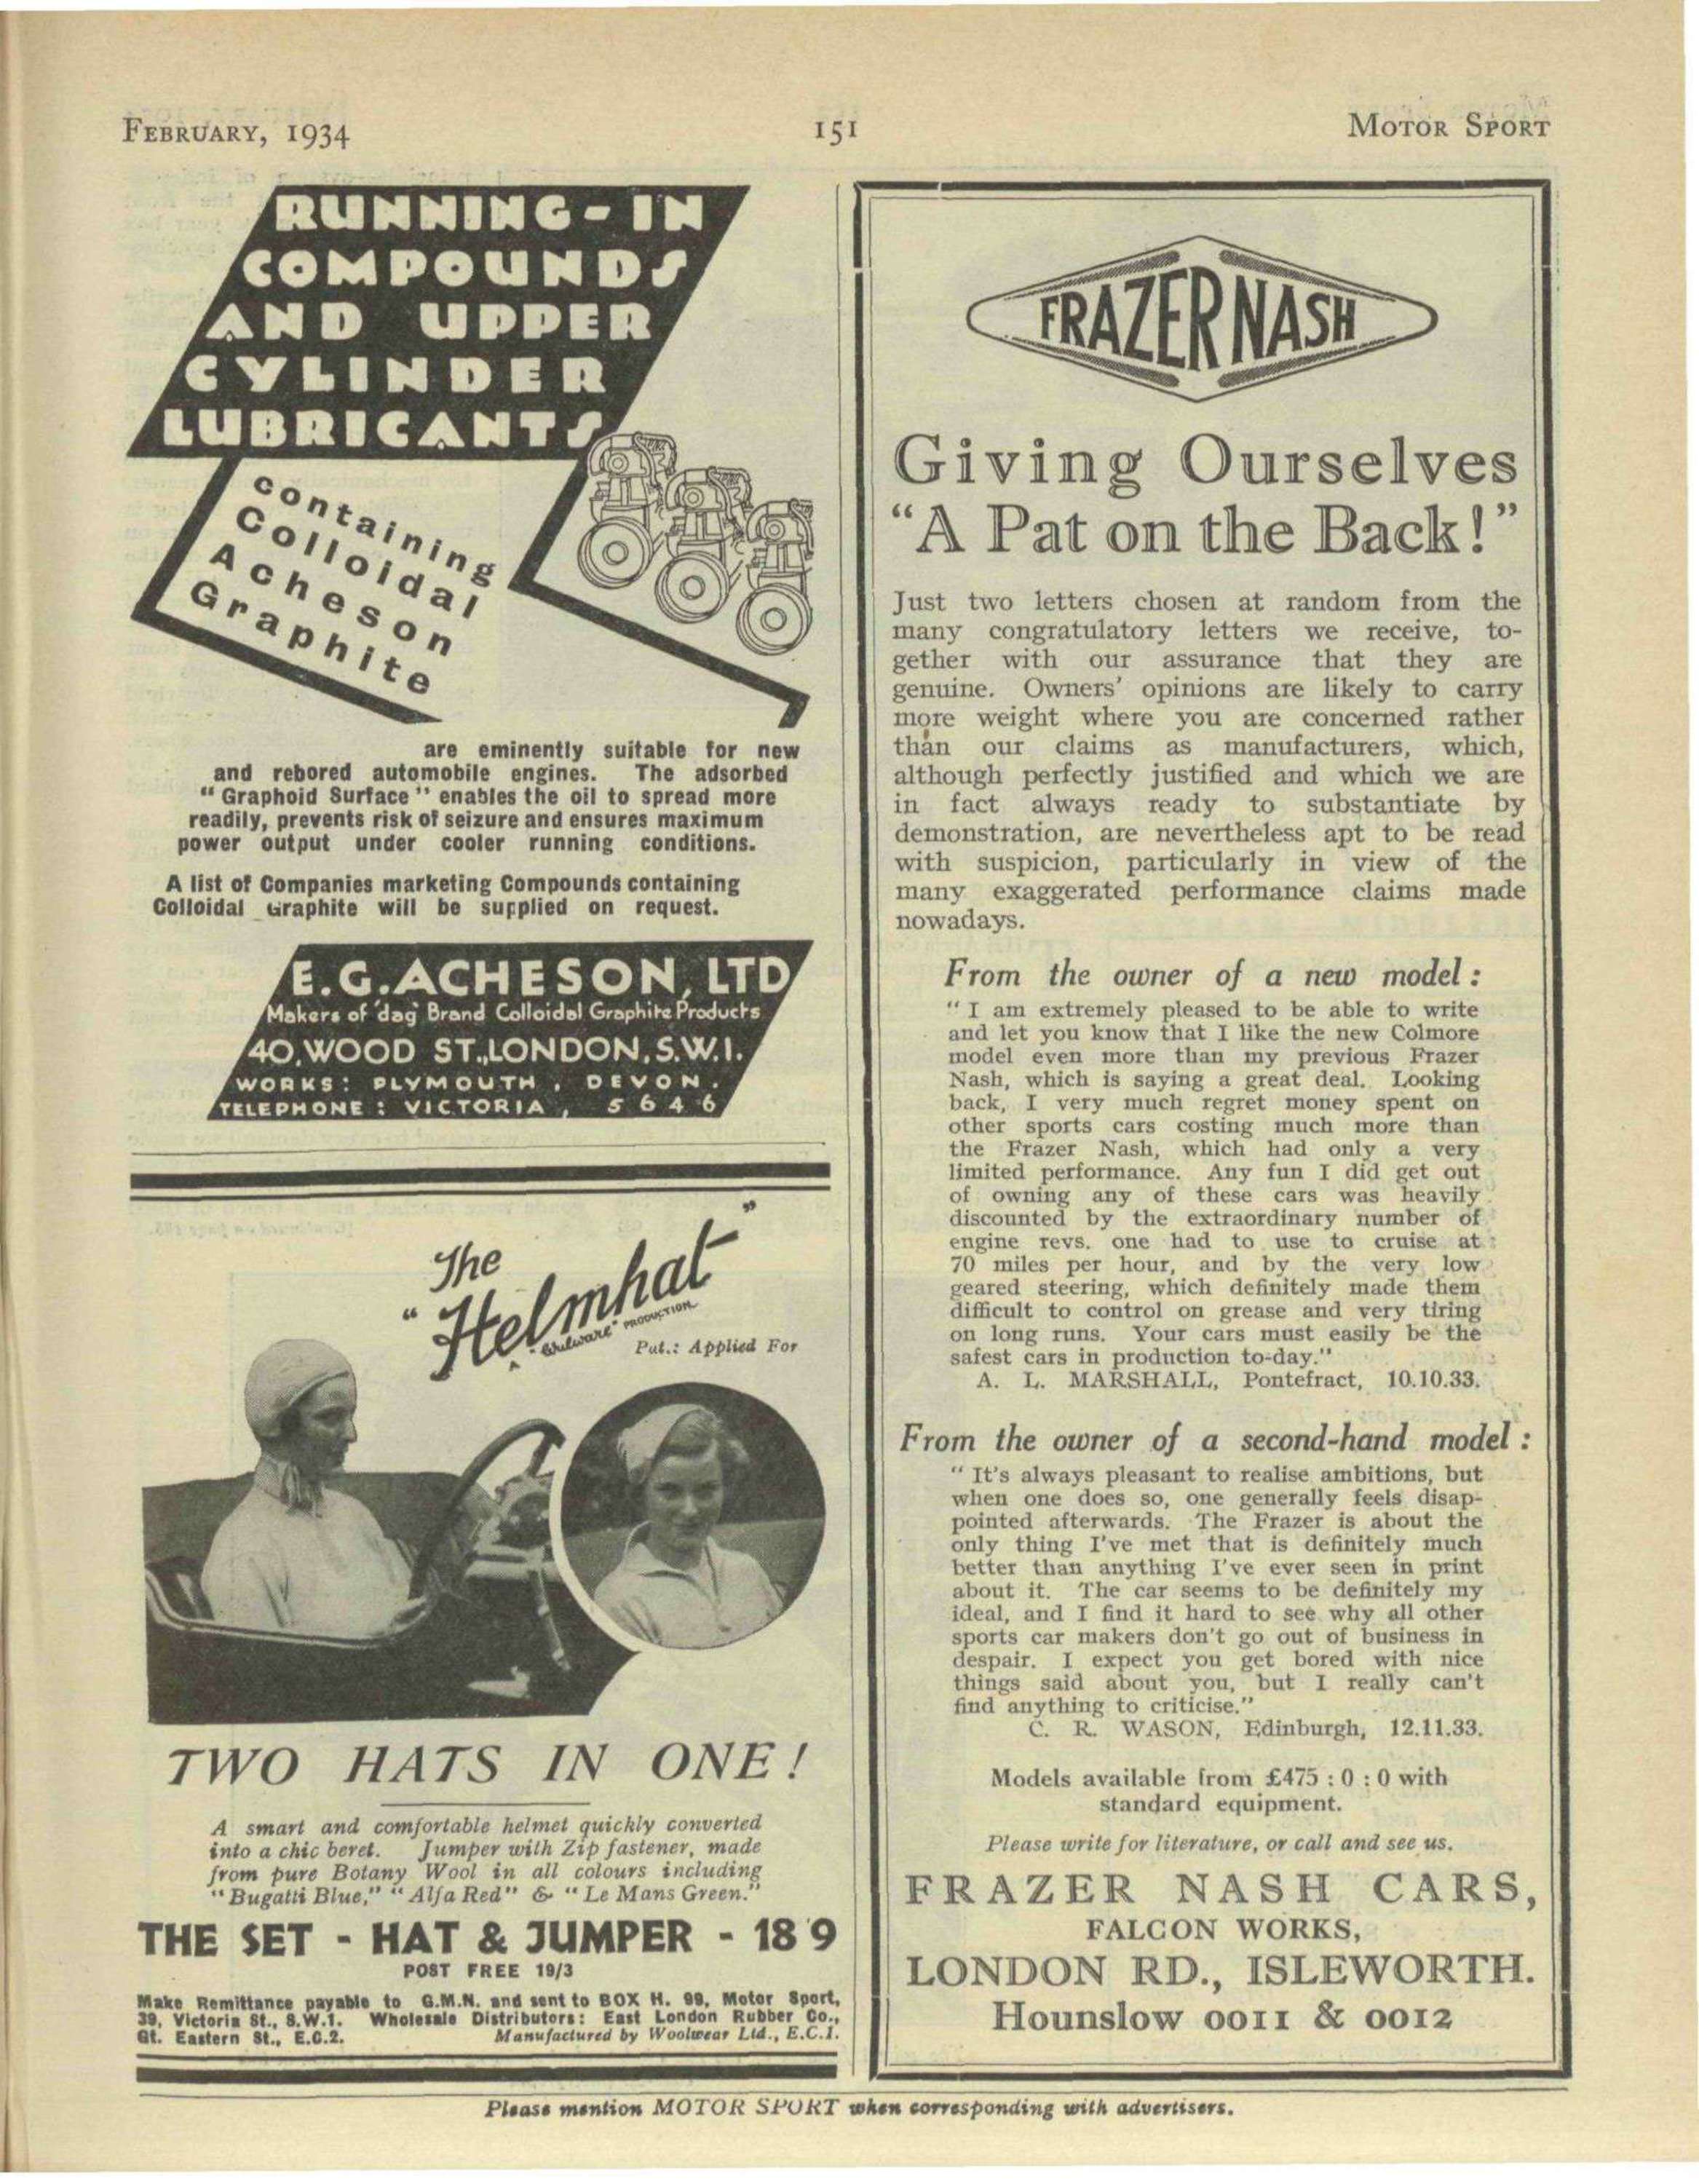 FEBRUARY, 1934
151
MOTOR SPORT
RUNNING-IN
COMPOUNDS
AND UPPER
CYLINDER
LUBRICANTS
containing
Colloidal
Acheson
Graphite
are eminently suitable for new
and rebored automobile engines. The adsorbed
"Graphoid Surface" enables the oil to spread more
readily, prevents risk of seizure and ensures maximum
power output under cooler running conditions.
A list of Companies marketing Compounds containing
Colloidal Graphite will be supplied on request.
E.G.ACHESON, LTD
Makers of 'dag' Brand Colloidal Graphite Products
40,WOOD ST.,LONDON,S.W.1.
WORKS: PLYMOUTH, DEVON.
TELEPHONE: VICTORIA, 5646
The
"Helmhat"
A PRODUCTION
Pat.: Applied For
TWO HATS IN ONE!
A smart and comfortable helmet quickly converted
into a chic beret. Jumper with Zip fastener, made
from pure Botany Wool in all colours including
"Bugatti Blue," "Alfa Red" & "Le Mans Green."
THE SET - HAT & JUMPER - 18'9
POST FREE 19/3
Make Remittance payable to G.M.N. and sent to BOX H. 99, Motor Sport,
39, Victoria St., S.W.1. Wholesale Distributors: East London Rubber Co.,
Gt. Eastern St., E.C.2. Manufactured by Woolwear Ltd., E.C.1.
FRAZER NASH
Giving Ourselves
"A Pat on the Back!"
Just two letters chosen at random from the
many congratulatory letters we receive, to-
gether with our assurance that they are
genuine. Owners' opinions are likely to carry
more weight where you are concerned rather
than our claims as manufacturers, which,
although perfectly justified and which we are
in fact always ready to substantiate by
demonstration, are nevertheless apt to be read
with suspicion, particularly in view of the
many exaggerated performance claims made
nowadays.
From the owner of a new model:
"I am extremely pleased to be able to write
and let you know that I like the new Colmore
model even more than my previous Frazer
Nash, which is saying a great deal. Looking
back, I very much regret money spent on
other sports cars costing much more than
the Frazer Nash, which had only a very
limited performance. Any fun I did get out
of owning any of these cars was heavily
discounted by the extraordinary number of
engine revs. one had to use to cruise at
70 miles per hour, and by the very low
geared steering, which definitely made them
difficult to control on grease and very tiring
on long runs. Your cars must easily be the
safest cars in production to-day."
A. L. MARSHALL, Pontefract, 10.10.33.
From the owner of a second-hand model:
"It's always pleasant to realise ambitions, but
when one does so, one generally feels disap-
pointed afterwards. The Frazer is about the
only thing I've met that is definitely much
better than anything I've ever seen in print
about it. The car seems to be definitely my
ideal, and I find it hard to see why all other
sports car makers don't go out of business in
despair. I expect you get bored with nice
things said about you, but I really can't
find anything to criticise."
C. R. WASON, Edinburgh, 12.11.33.
Models available from £475 : 0 : 0 with
standard equipment.
Please write for literature, or call and see us.
FRAZER NASH CARS,
FALCON WORKS,
LONDON RD., ISLEWORTH.
Hounslow 0011 & 0012
Please mention MOTOR SPORT when corresponding with advertisers.